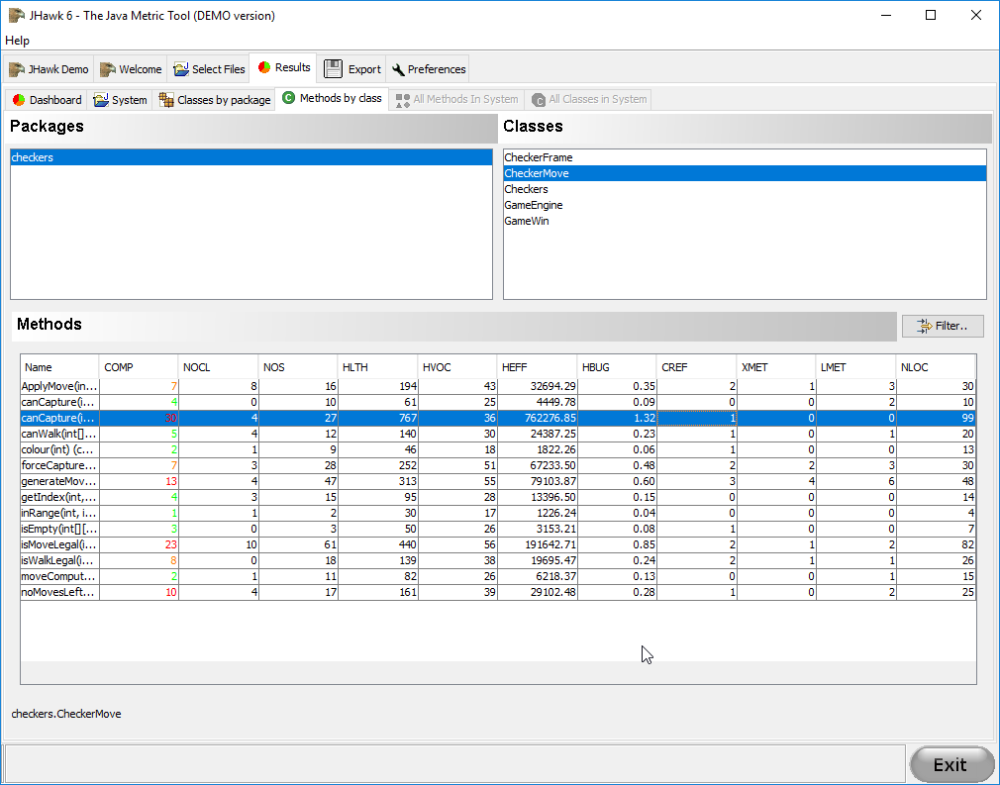 JHawk 6 - The Java Metric Tool (DEMO version)
Help
JHawk Demo Welcome Select Files Results Export Preferences
Dashboard System Classes by package Methods by class All Methods In System All Classes in System
Packages Classes
checkers
CheckerFrame
CheckerMove
Checkers
GameEngine
GameWin
Methods Filter..
Name COMP NOCL NOS HLTH HVOC HEFF HBUG CREF XMET LMET NLOC
ApplyMove(in... 7 8 16 194 43 32694.29 0.35 2 1 3 30
canCapture(i... 4 0 10 61 25 4449.78 0.09 0 0 2 10
canCapture(i... 30 4 27 767 36 762276.85 1.32 1 0 0 99
canWalk(int[]... 5 4 12 140 30 24387.25 0.23 1 0 1 20
colour(int) (c... 2 1 9 46 18 1822.26 0.06 1 0 0 13
forceCapture... 7 3 28 252 51 67233.50 0.48 2 2 3 30
generateMov... 13 4 47 313 55 79103.87 0.60 3 4 6 48
getIndex(int,... 4 3 15 95 28 13396.50 0.15 0 0 0 14
inRange(int, i... 1 1 2 30 17 1226.24 0.04 0 0 0 4
isEmpty(int[][... 3 0 3 50 26 3153.21 0.08 1 0 0 7
isMoveLegal(i... 23 10 61 440 56 191642.71 0.85 2 1 2 82
isWalkLegal(i... 8 0 18 139 38 19695.47 0.24 2 1 1 26
moveComput... 2 1 11 82 26 6218.37 0.13 0 0 1 15
noMovesLeft... 10 4 17 161 39 29102.48 0.28 1 0 2 25
checkers.CheckerMove
Exit